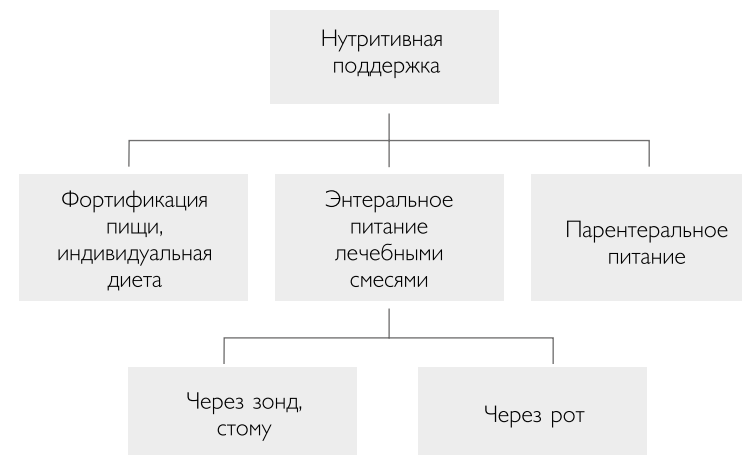 Нутритивная
поддержка
Фортификация
пищи,
индивидуальная
диета
Энтеральное
питание
лечебными
смесями
Парентеральное
питание
Через зонд,
стому
Через рот